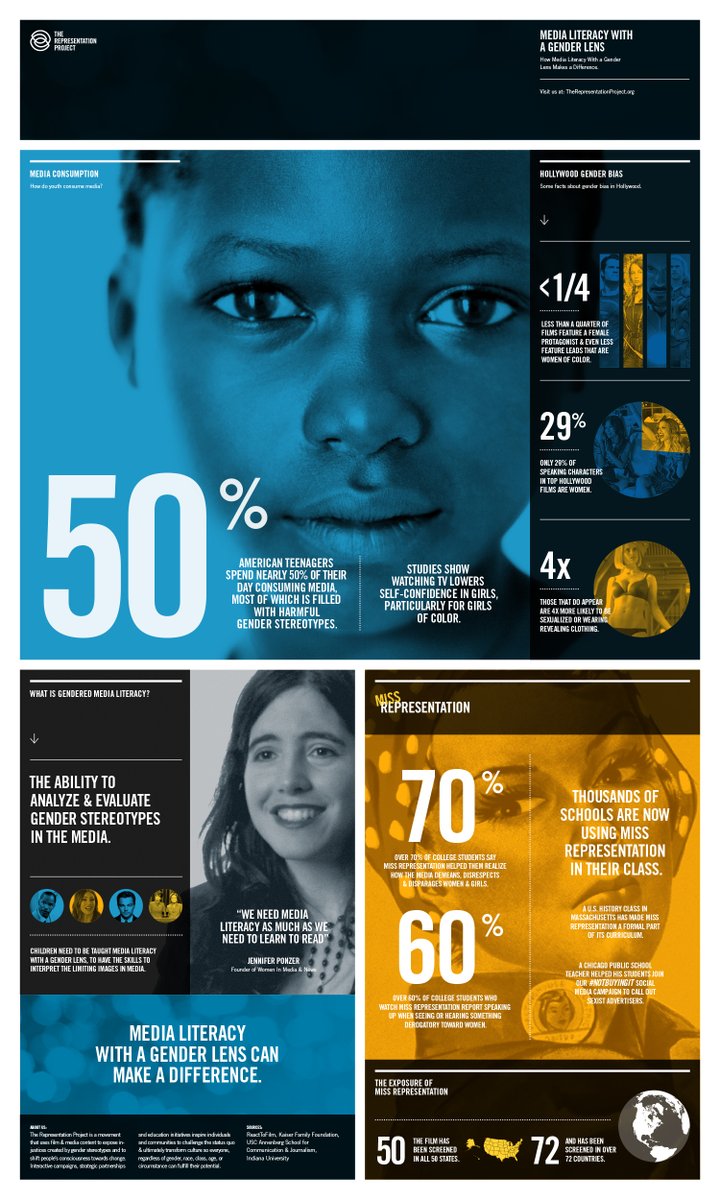 THE
REPRESENTATION
PROJECT
MEDIA LITERACY WITH
A GENDER LENS
How Media Literacy With a Gender
Lens Makes a Difference.
Visit us at: TheRepresentationProject.org
MEDIA CONSUMPTION
How do youth consume media?
50%
AMERICAN TEENAGERS
SPEND NEARLY 50% OF THEIR
DAY CONSUMING MEDIA,
MOST OF WHICH IS FILLED
WITH HARMFUL
GENDER STEREOTYPES.
STUDIES SHOW
WATCHING TV LOWERS
SELF-CONFIDENCE IN GIRLS,
PARTICULARLY FOR GIRLS
OF COLOR.
HOLLYWOOD GENDER BIAS
Some facts about gender bias in Hollywood.
<1/4
LESS THAN A QUARTER OF
FILMS FEATURE A FEMALE
PROTAGONIST & EVEN LESS
FEATURE LEADS THAT ARE
WOMEN OF COLOR.
29%
ONLY 29% OF
SPEAKING CHARACTERS
IN TOP HOLLYWOOD
FILMS ARE WOMEN.
4x
THOSE THAT DO APPEAR
ARE 4X MORE LIKELY TO BE
SEXUALIZED OR WEARING
REVEALING CLOTHING.
WHAT IS GENDERED MEDIA LITERACY?
THE ABILITY TO
ANALYZE & EVALUATE
GENDER STEREOTYPES
IN THE MEDIA.
CHILDREN NEED TO BE TAUGHT MEDIA LITERACY
WITH A GENDER LENS, TO HAVE THE SKILLS TO
INTERPRET THE LIMITING IMAGES IN MEDIA.
"WE NEED MEDIA
LITERACY AS MUCH AS WE
NEED TO LEARN TO READ"
JENNIFER PONZER
Founder of Women In Media & News
MEDIA LITERACY
WITH A GENDER LENS CAN
MAKE A DIFFERENCE.
ABOUT US:
The Representation Project is a movement
that uses film & media content to expose in-
justices created by gender stereotypes and to
shift people's consciousness towards change.
Interactive campaigns, strategic partnerships
and education initiatives inspire individuals
and communities to challenge the status quo
& ultimately transform culture so everyone,
regardless of gender, race, class, age, or
circumstance can fulfill their potential.
SOURCES:
ReactToFilm, Kaiser Family Foundation,
USC Annenberg School for
Communication & Journalism,
Indiana University
MISS
REPRESENTATION
70%
OVER 70% OF COLLEGE STUDENTS SAY
MISS REPRESENTATION HELPED THEM REALIZE
HOW THE MEDIA DEMEANS, DISRESPECTS
& DISPARAGES WOMEN & GIRLS.
60%
OVER 60% OF COLLEGE STUDENTS WHO
WATCH MISS REPRESENTATION REPORT SPEAKING
UP WHEN SEEING OR HEARING SOMETHING
DEROGATORY TOWARD WOMEN.
THOUSANDS OF
SCHOOLS ARE NOW
USING MISS
REPRESENTATION
IN THEIR CLASS.
A U.S. HISTORY CLASS IN
MASSACHUSETTS HAS MADE MISS
REPRESENTATION A FORMAL PART
OF ITS CURRICULUM.
A CHICAGO PUBLIC SCHOOL
TEACHER HELPED HIS STUDENTS JOIN
OUR #NOTBUYINGIT SOCIAL
MEDIA CAMPAIGN TO CALL OUT
SEXIST ADVERTISERS.
THE EXPOSURE OF
MISS REPRESENTATION
50
THE FILM HAS
BEEN SCREENED
IN ALL 50 STATES.
72
AND HAS BEEN
SCREENED IN OVER
72 COUNTRIES.